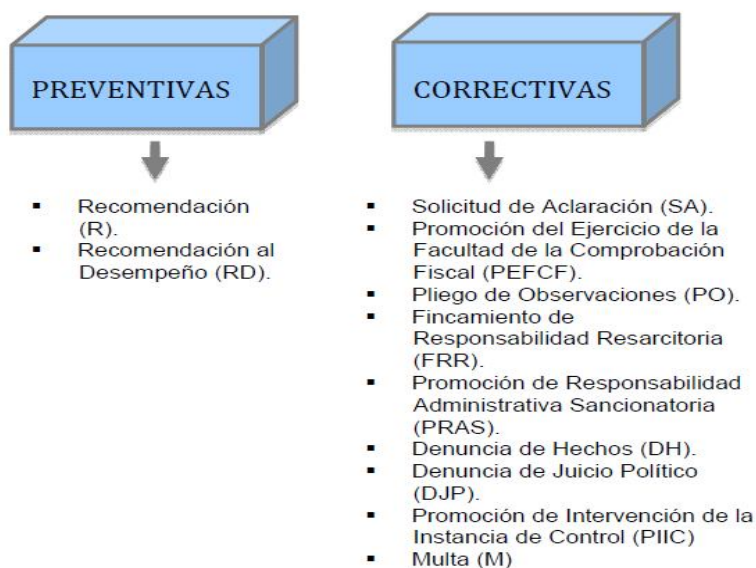 PREVENTIVAS
▪ Recomendación
(R).
▪ Recomendación al
Desempeño (RD).
CORRECTIVAS
▪ Solicitud de Aclaración (SA).
▪ Promoción del Ejercicio de la
Facultad de la Comprobación
Fiscal (PEFCF).
▪ Pliego de Observaciones (PO).
▪ Fincamiento de
Responsabilidad Resarcitoria
(FRR).
▪ Promoción de Responsabilidad
Administrativa Sancionatoria
(PRAS).
▪ Denuncia de Hechos (DH).
▪ Denuncia de Juicio Político
(DJP).
▪ Promoción de Intervención de la
Instancia de Control (PIIC)
▪ Multa (M)